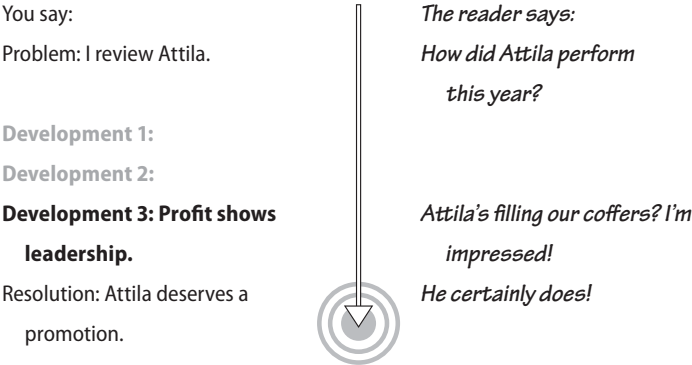 You say:
The reader says:
Problem: I review Attila.
How did Attila perform
this year?
Development 1:
Development 2:
Development 3: Profit shows
leadership.
Attila's filling our coffers? I'm
impressed!
Resolution: Attila deserves a
promotion.
He certainly does!